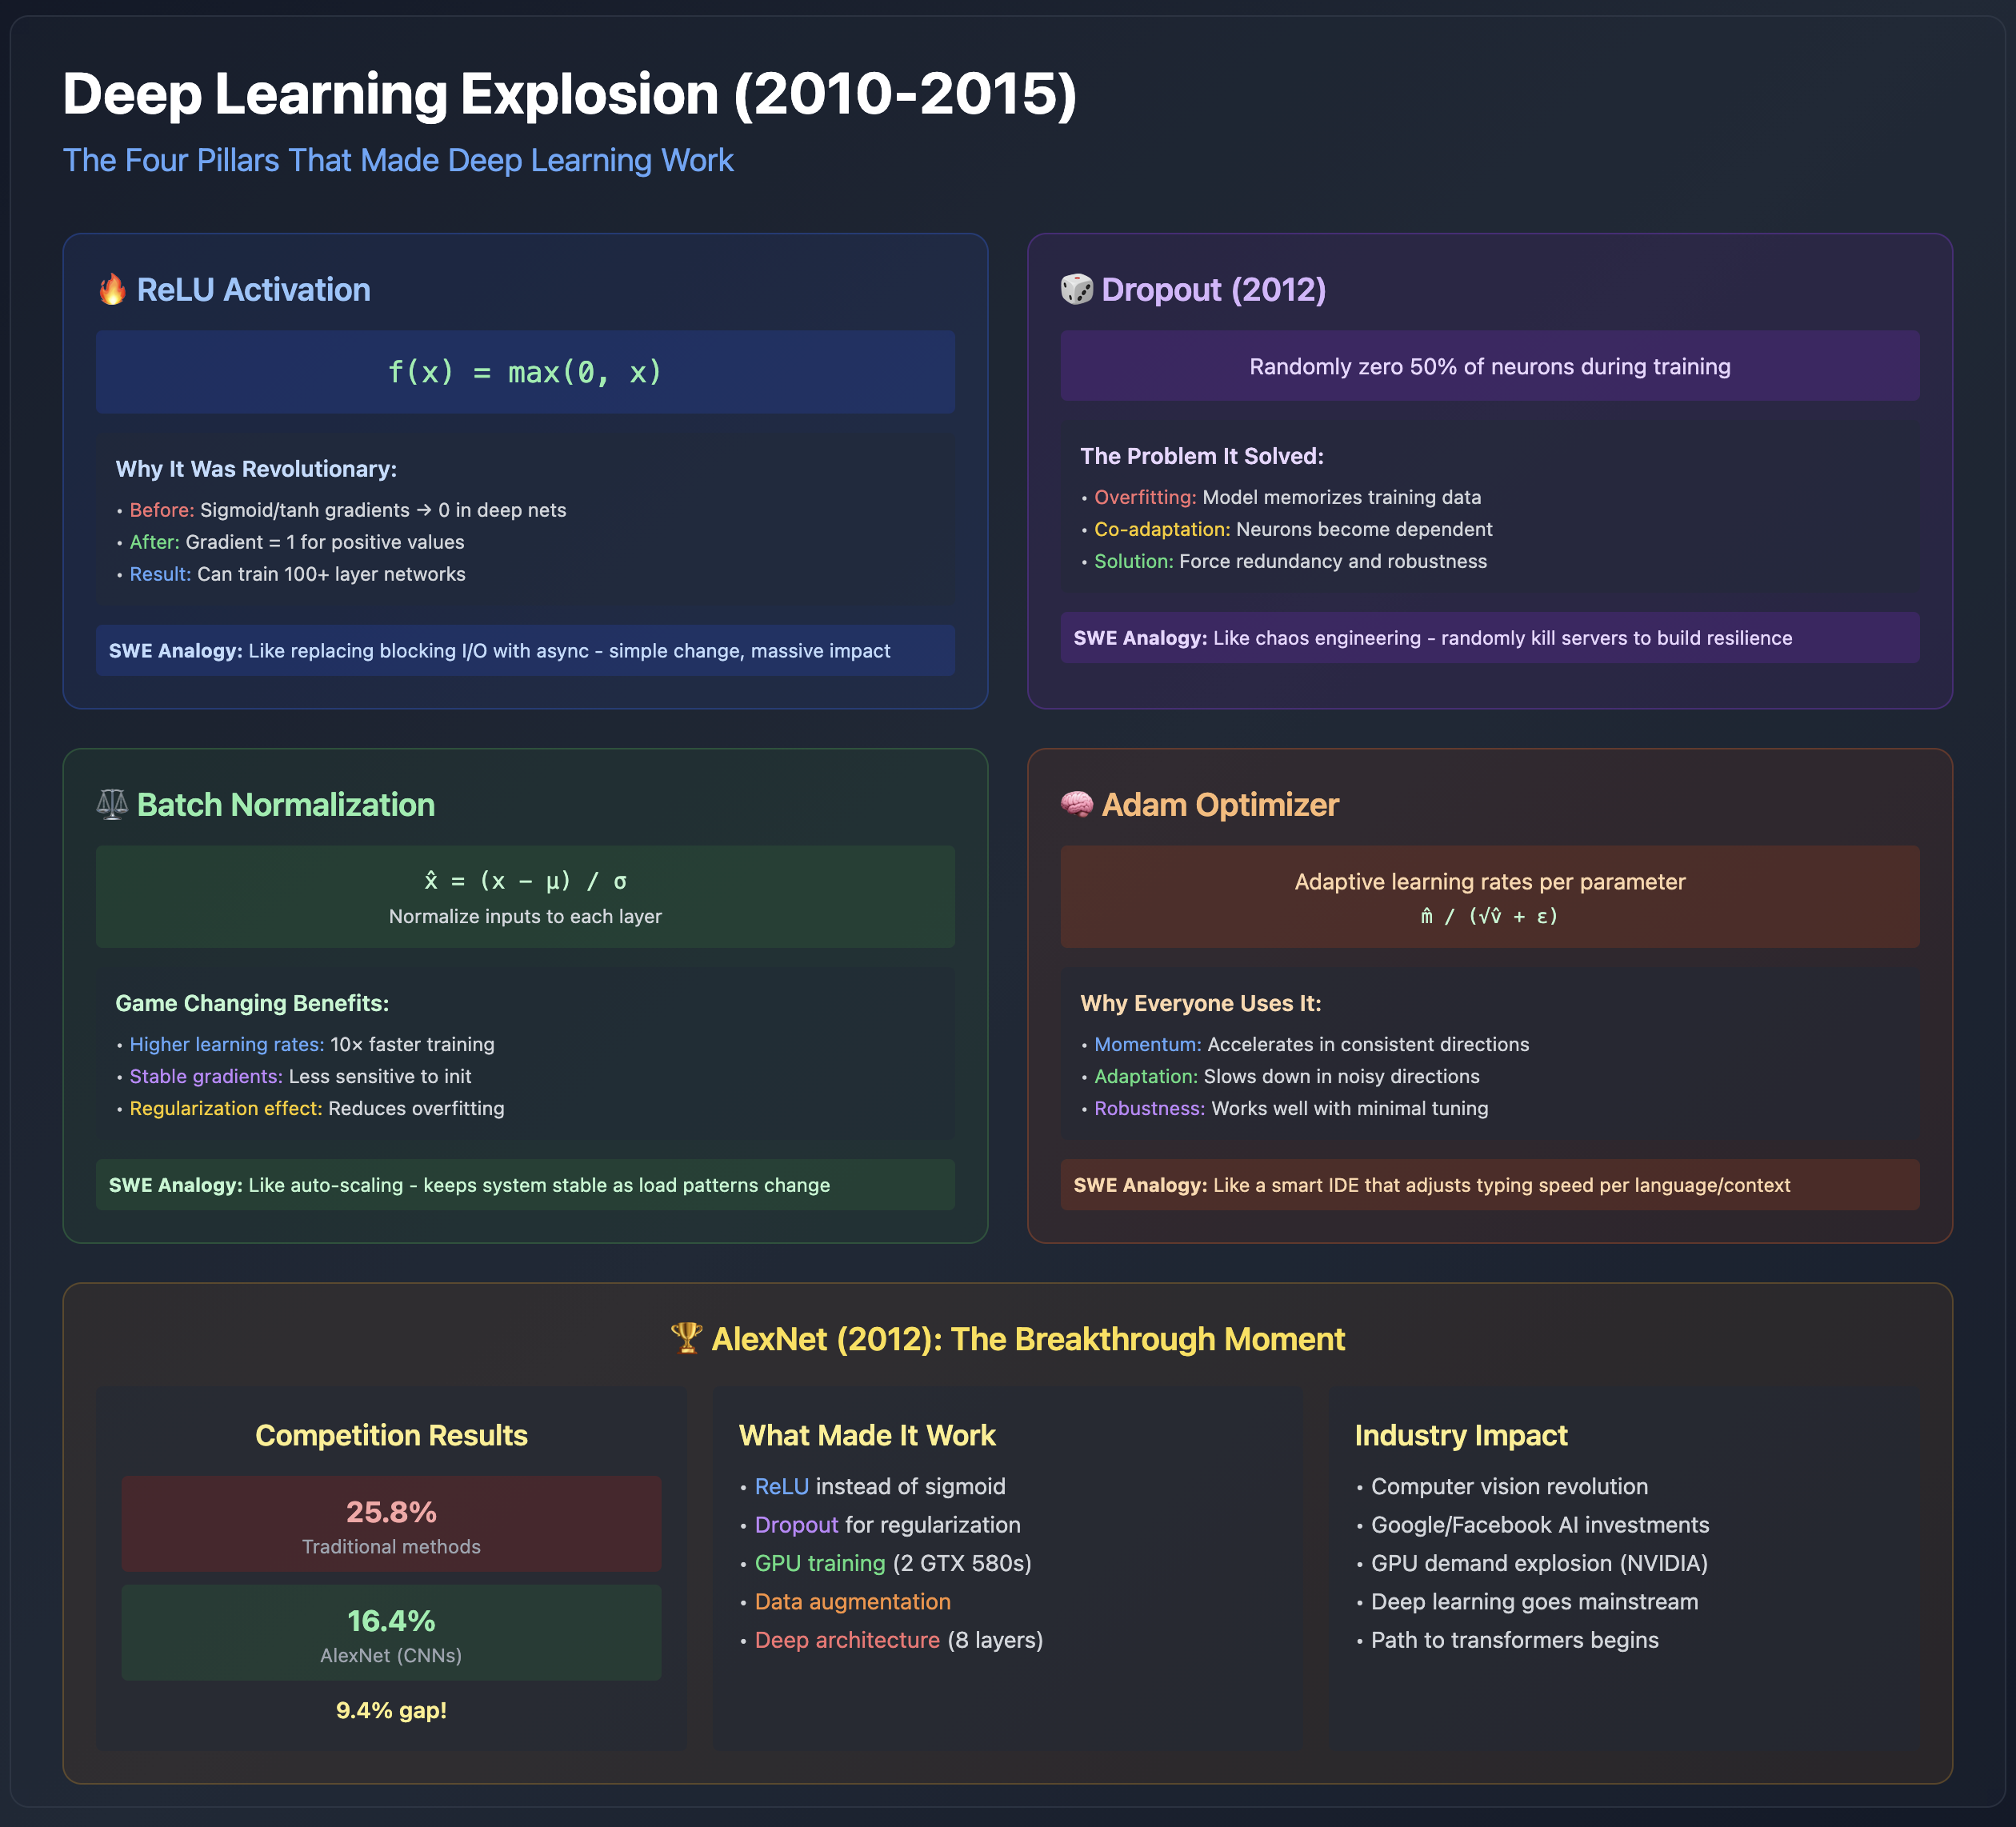 Deep Learning Explosion (2010-2015)
The Four Pillars That Made Deep Learning Work
🔥 ReLU Activation
f(x) = max(0, x)
Why It Was Revolutionary:
• Before: Sigmoid/tanh gradients → 0 in deep nets
• After: Gradient = 1 for positive values
• Result: Can train 100+ layer networks
SWE Analogy: Like replacing blocking I/O with async - simple change, massive impact
🎲 Dropout (2012)
Randomly zero 50% of neurons during training
The Problem It Solved:
• Overfitting: Model memorizes training data
• Co-adaptation: Neurons become dependent
• Solution: Force redundancy and robustness
SWE Analogy: Like chaos engineering - randomly kill servers to build resilience
⚖️ Batch Normalization
x̂ = (x − μ) / σ
Normalize inputs to each layer
Game Changing Benefits:
• Higher learning rates: 10× faster training
• Stable gradients: Less sensitive to init
• Regularization effect: Reduces overfitting
SWE Analogy: Like auto-scaling - keeps system stable as load patterns change
🧠 Adam Optimizer
Adaptive learning rates per parameter
m̂ / (√v̂ + ε)
Why Everyone Uses It:
• Momentum: Accelerates in consistent directions
• Adaptation: Slows down in noisy directions
• Robustness: Works well with minimal tuning
SWE Analogy: Like a smart IDE that adjusts typing speed per language/context
🏆 AlexNet (2012): The Breakthrough Moment
Competition Results
25.8%
Traditional methods
16.4%
AlexNet (CNNs)
9.4% gap!
What Made It Work
• ReLU instead of sigmoid
• Dropout for regularization
• GPU training (2 GTX 580s)
• Data augmentation
• Deep architecture (8 layers)
Industry Impact
• Computer vision revolution
• Google/Facebook AI investments
• GPU demand explosion (NVIDIA)
• Deep learning goes mainstream
• Path to transformers begins